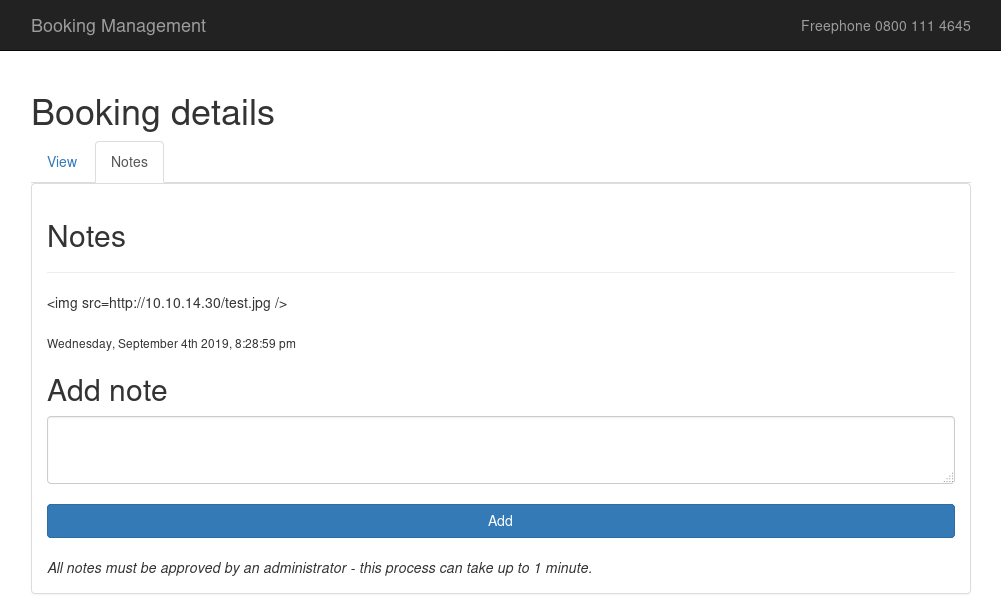 Booking Management
Freephone 0800 111 4645
Booking details
View
Notes
Notes
<img src=http://10.10.14.30/test.jpg />
Wednesday, September 4th 2019, 8:28:59 pm
Add note
Add
All notes must be approved by an administrator - this process can take up to 1 minute.